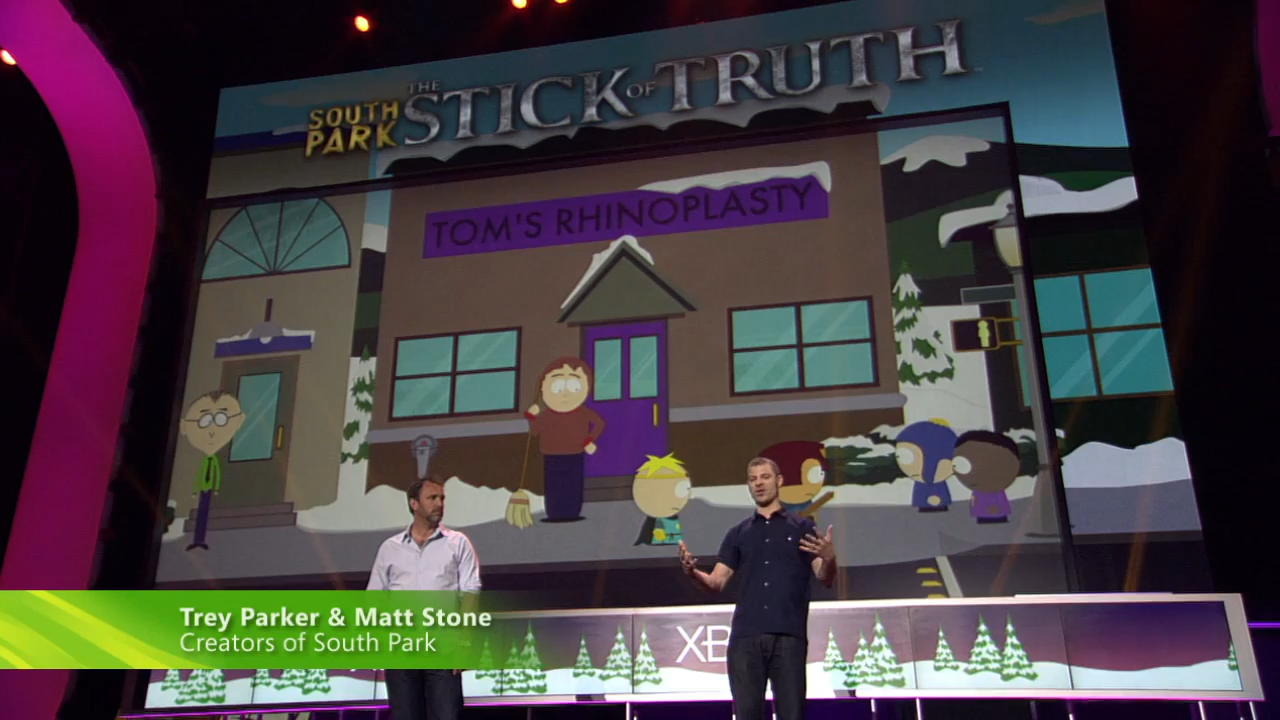 THE
STICK OF TRUTH
SOUTH
PARK
TOM'S RHINOPLASTY
Trey Parker & Matt Stone
Creators of South Park